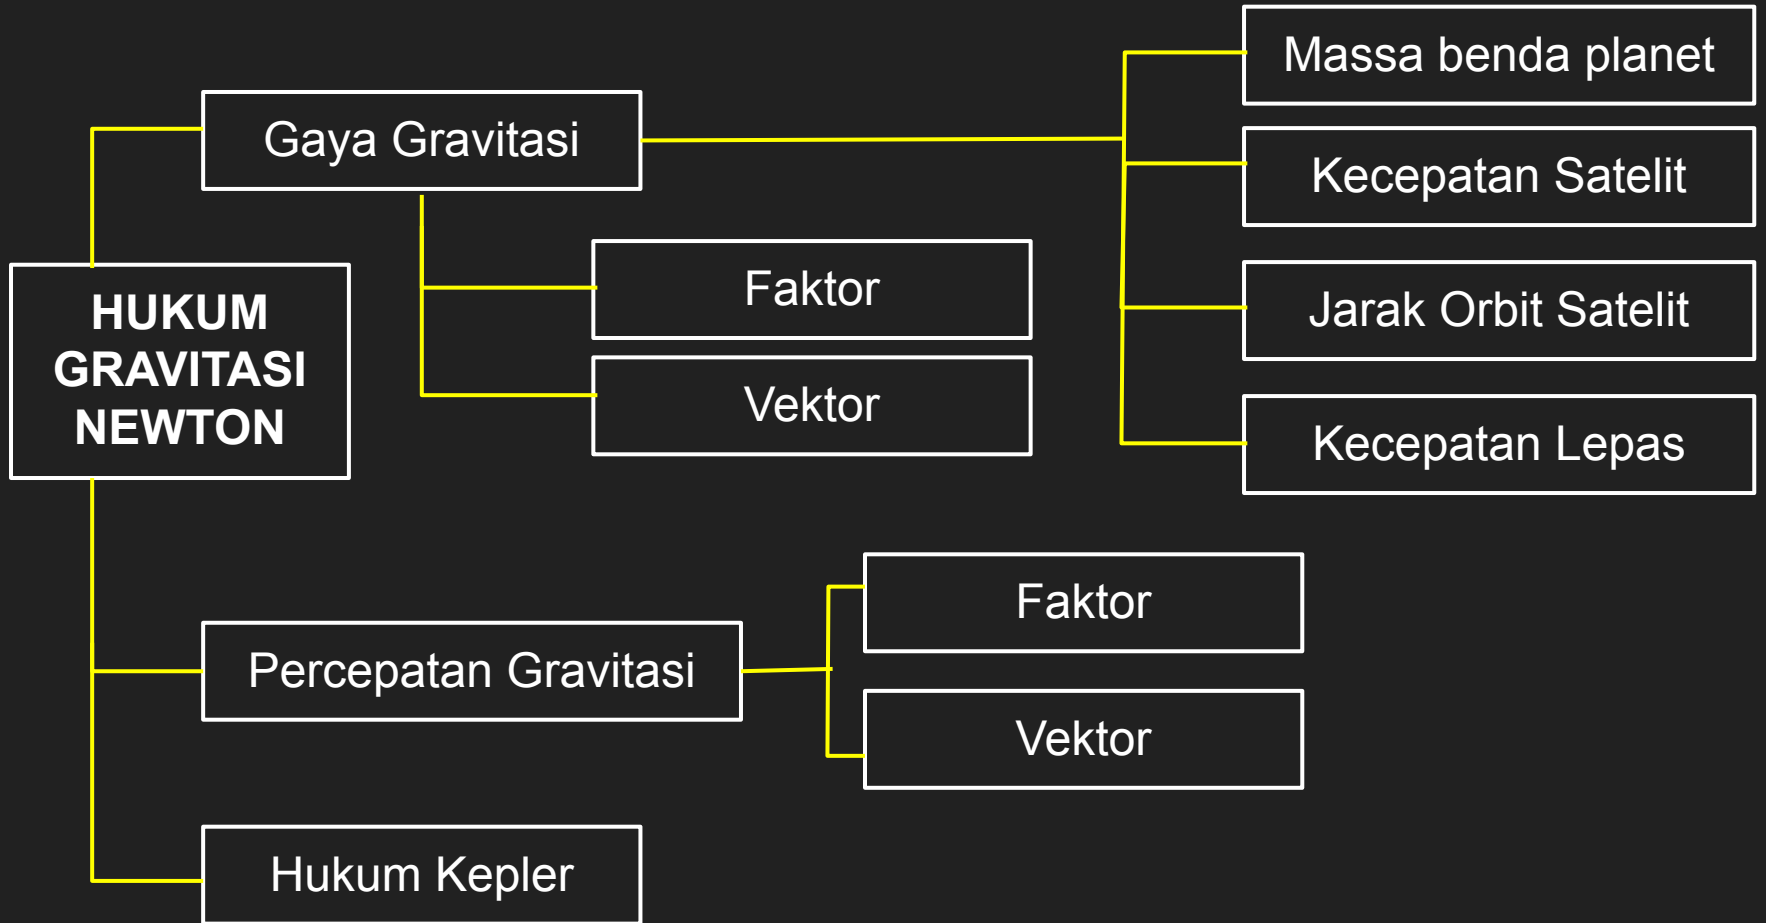 HUKUM
GRAVITASI
NEWTON
Gaya Gravitasi
Faktor
Vektor
Massa benda planet
Kecepatan Satelit
Jarak Orbit Satelit
Kecepatan Lepas
Percepatan Gravitasi
Faktor
Vektor
Hukum Kepler